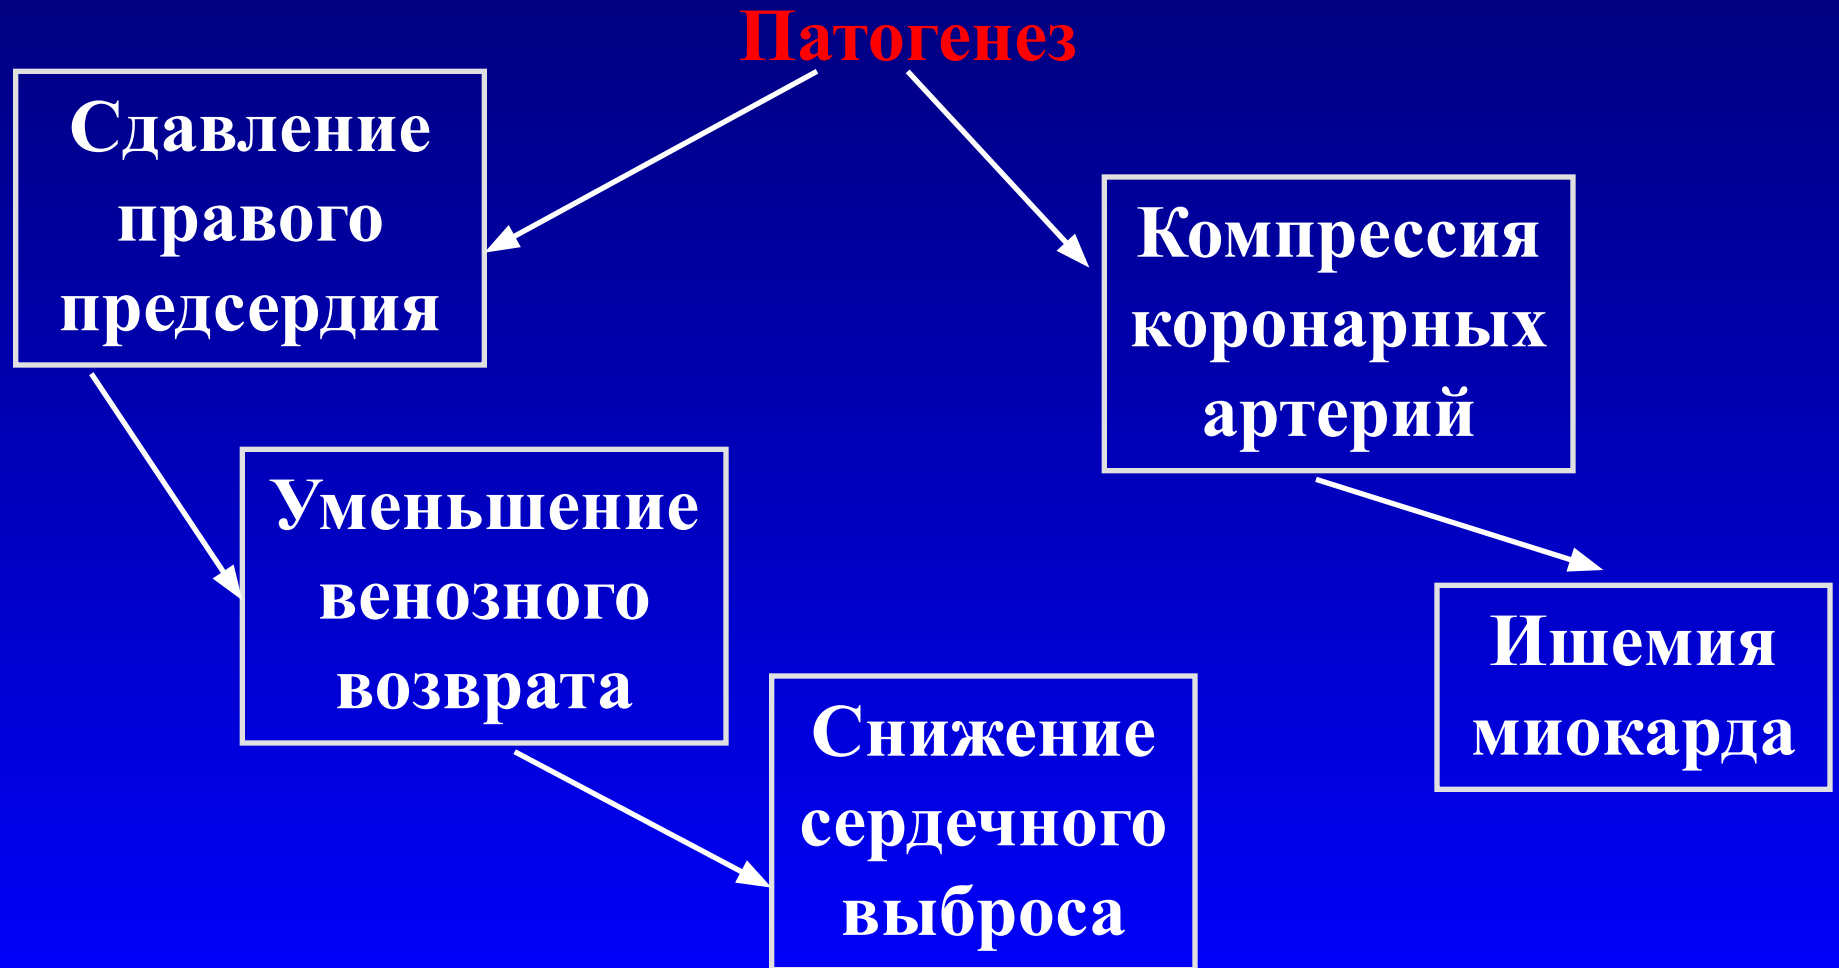 Патогенез
Сдавление
правого
предсердия
Компрессия
коронарных
артерий
Уменьшение
венозного
возврата
Ишемия
миокарда
Снижение
сердечного
выброса